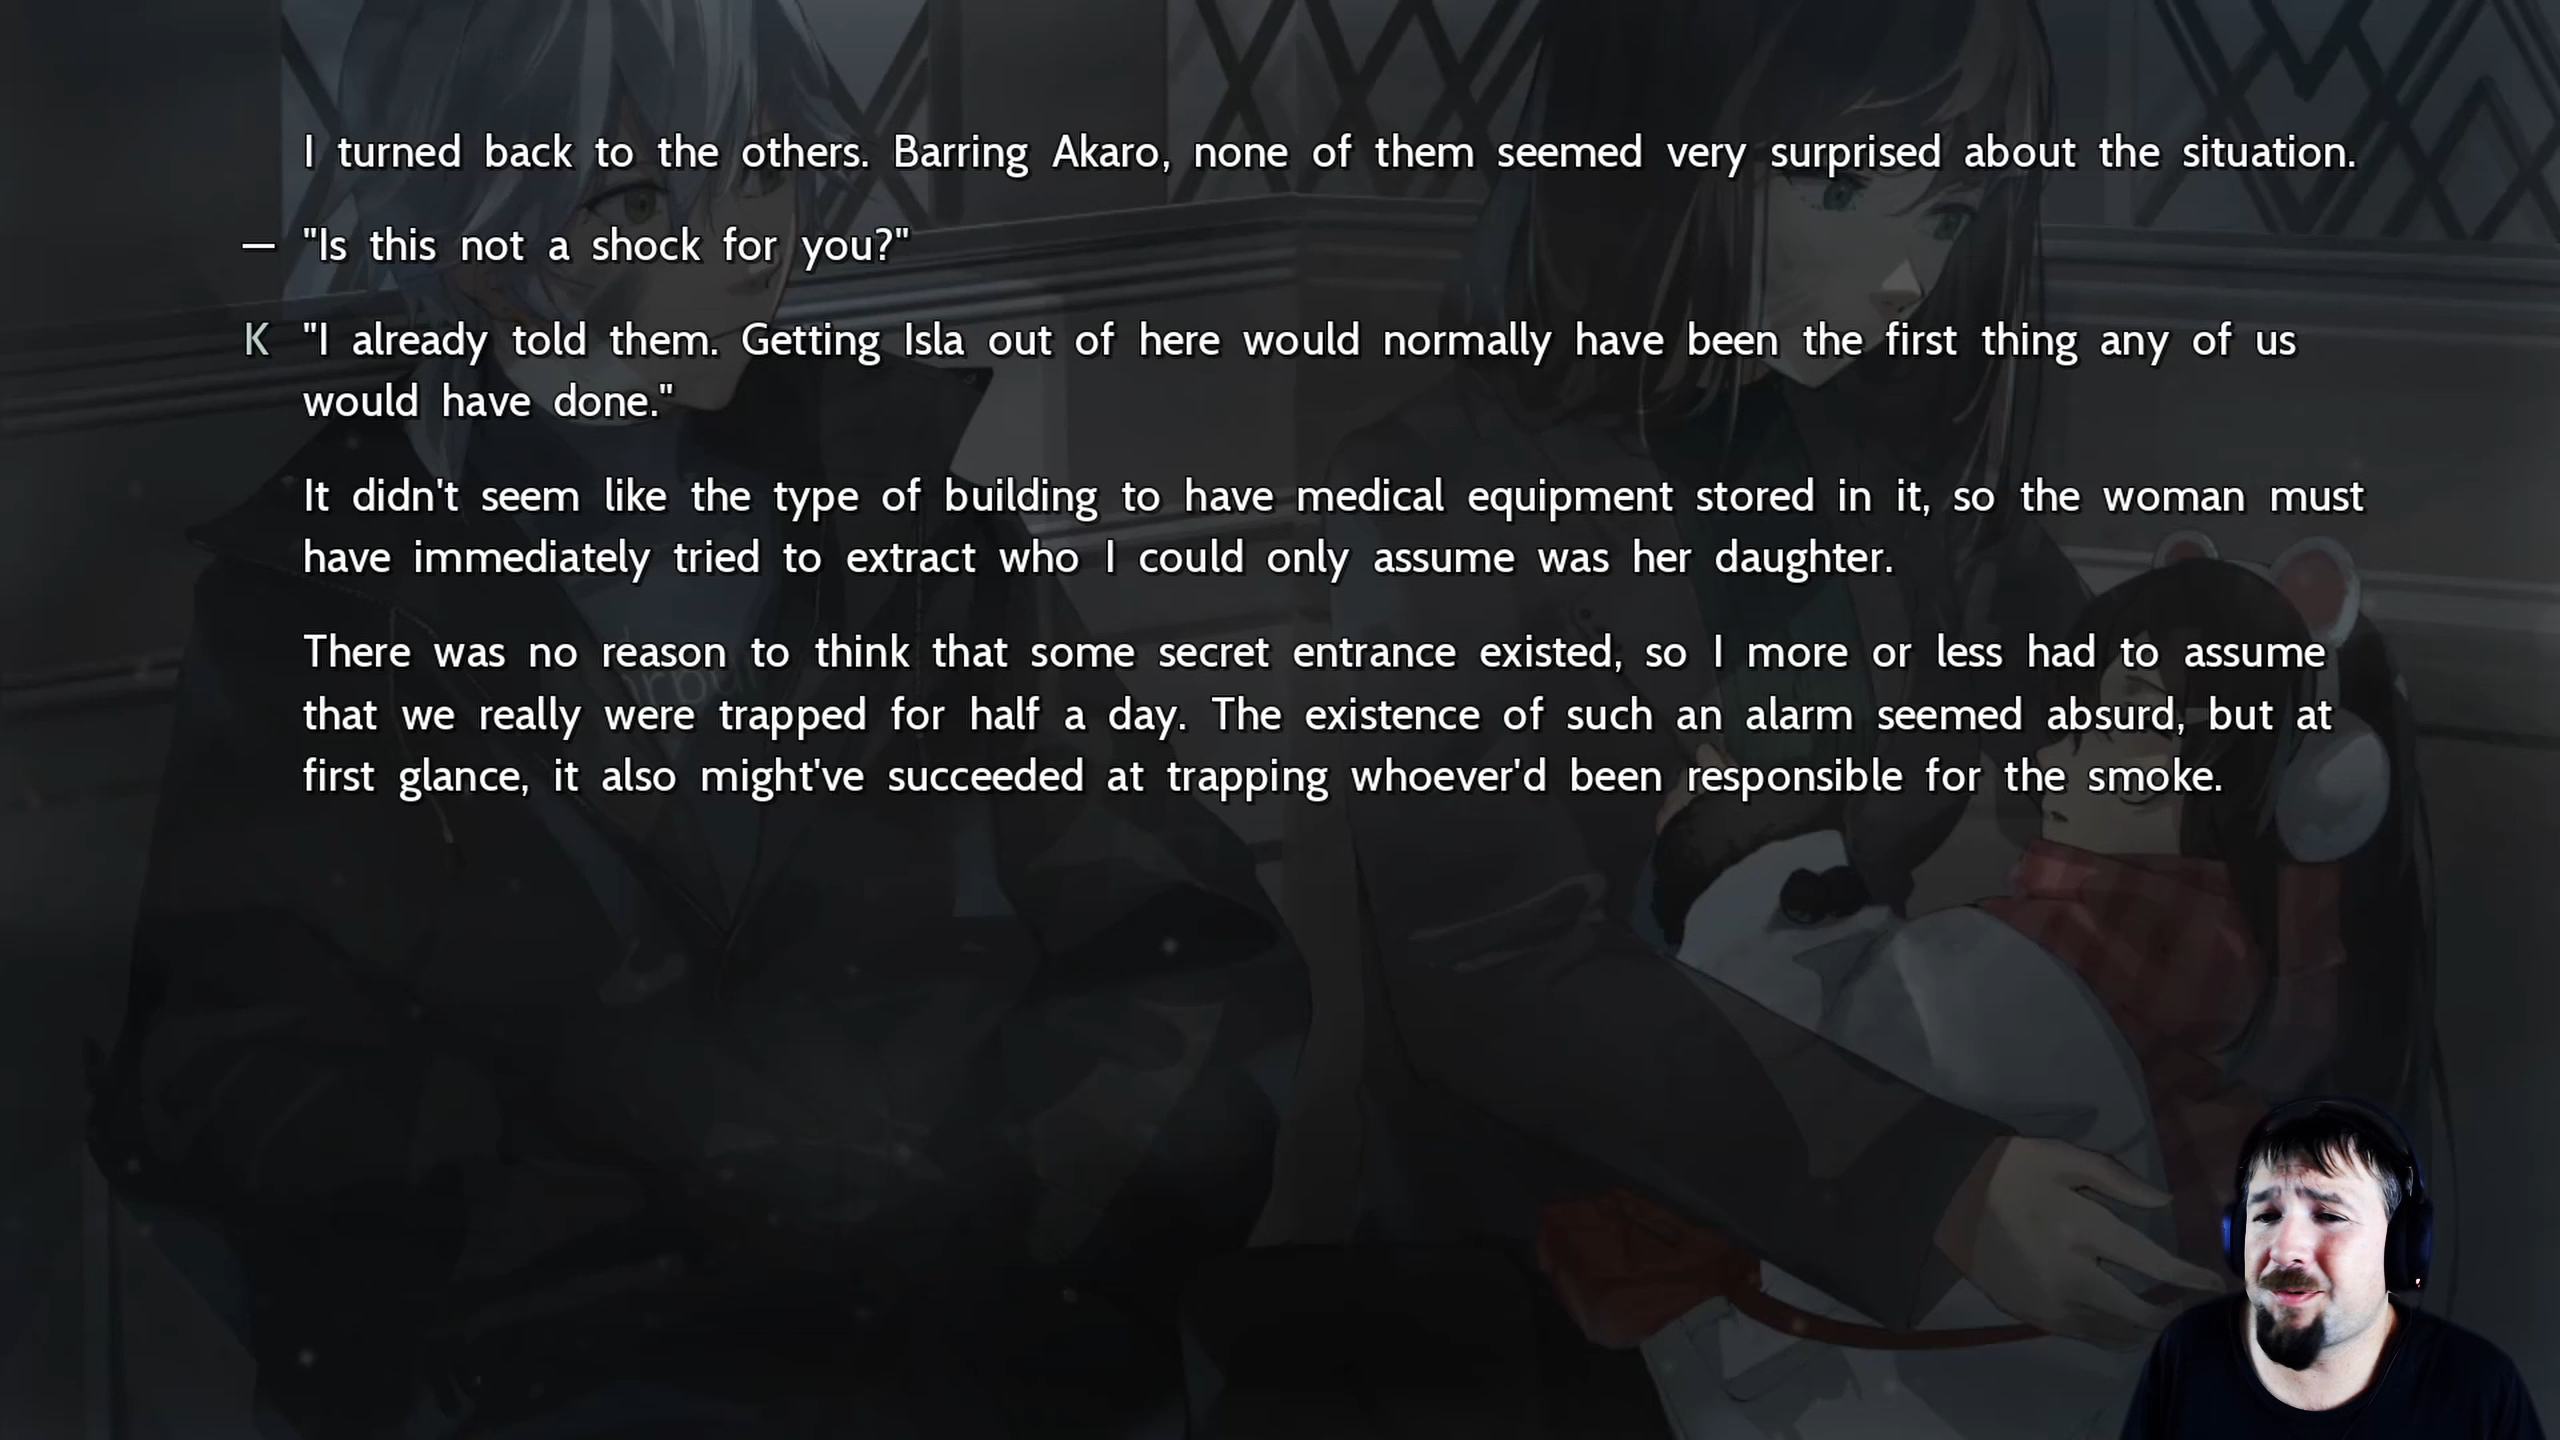 I turned back to the others. Barring Akaro, none of them seemed very surprised about the situation.
— "Is this not a shock for you?"
K "I already told them. Getting Isla out of here would normally have been the first thing any of us
would have done."
It didn't seem like the type of building to have medical equipment stored in it, so the woman must
have immediately tried to extract who I could only assume was her daughter.
There was no reason to think that some secret entrance existed, so I more or less had to assume
that we really were trapped for half a day. The existence of such an alarm seemed absurd, but at
first glance, it also might've succeeded at trapping whoever'd been responsible for the smoke.